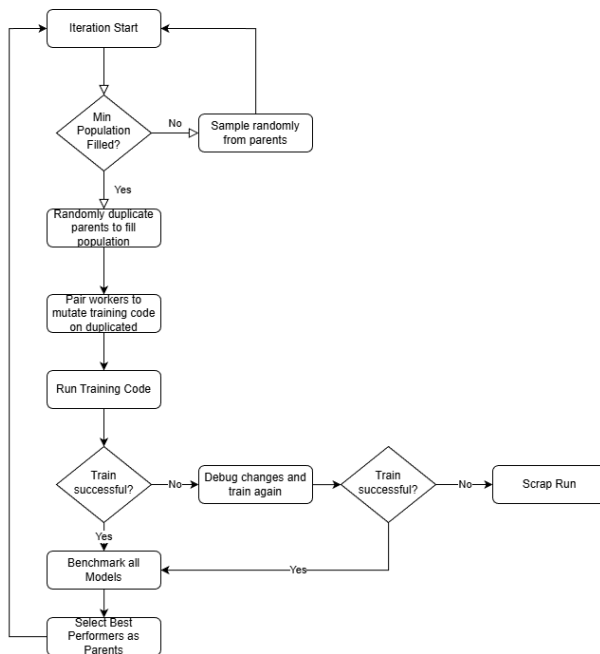 Iteration Start
Min
Population
Filled?
No
Sample randomly
from parents
Yes
Randomly duplicate
parents to fill
population
Pair workers to
mutate training code
on duplicated
Run Training Code
Train
successful?
No
Debug changes and
train again
Train
successful?
No
Scrap Run
Yes
Benchmark all
Models
Yes
Select Best
Performers as
Parents